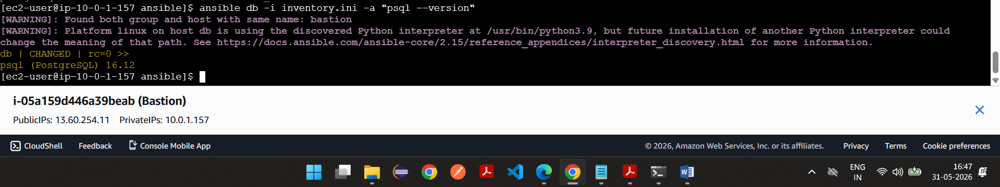 [ec2-user@ip-10-0-1-157 ansible]$ ansible db -i inventory.ini -a "psql --version"
[WARNING]: Found both group and host with same name: bastion
[WARNING]: Platform linux on host db is using the discovered Python interpreter at /usr/bin/python3.9, but future installation of another Python interpreter could
change the meaning of that path. See https://docs.ansible.com/ansible-core/2.15/reference_appendices/interpreter_discovery.html for more information.
db | CHANGED | rc=0 >>
psql (PostgreSQL) 16.12
[ec2-user@ip-10-0-1-157 ansible]$
i-05a159d446a39beab (Bastion)
PublicIPs: 13.60.254.11 PrivateIPs: 10.0.1.157
CloudShell Feedback Console Mobile App © 2026, Amazon Web Services, Inc. or its affiliates. Privacy Terms Cookie preferences
ENG 16:47
IN 31-05-2026